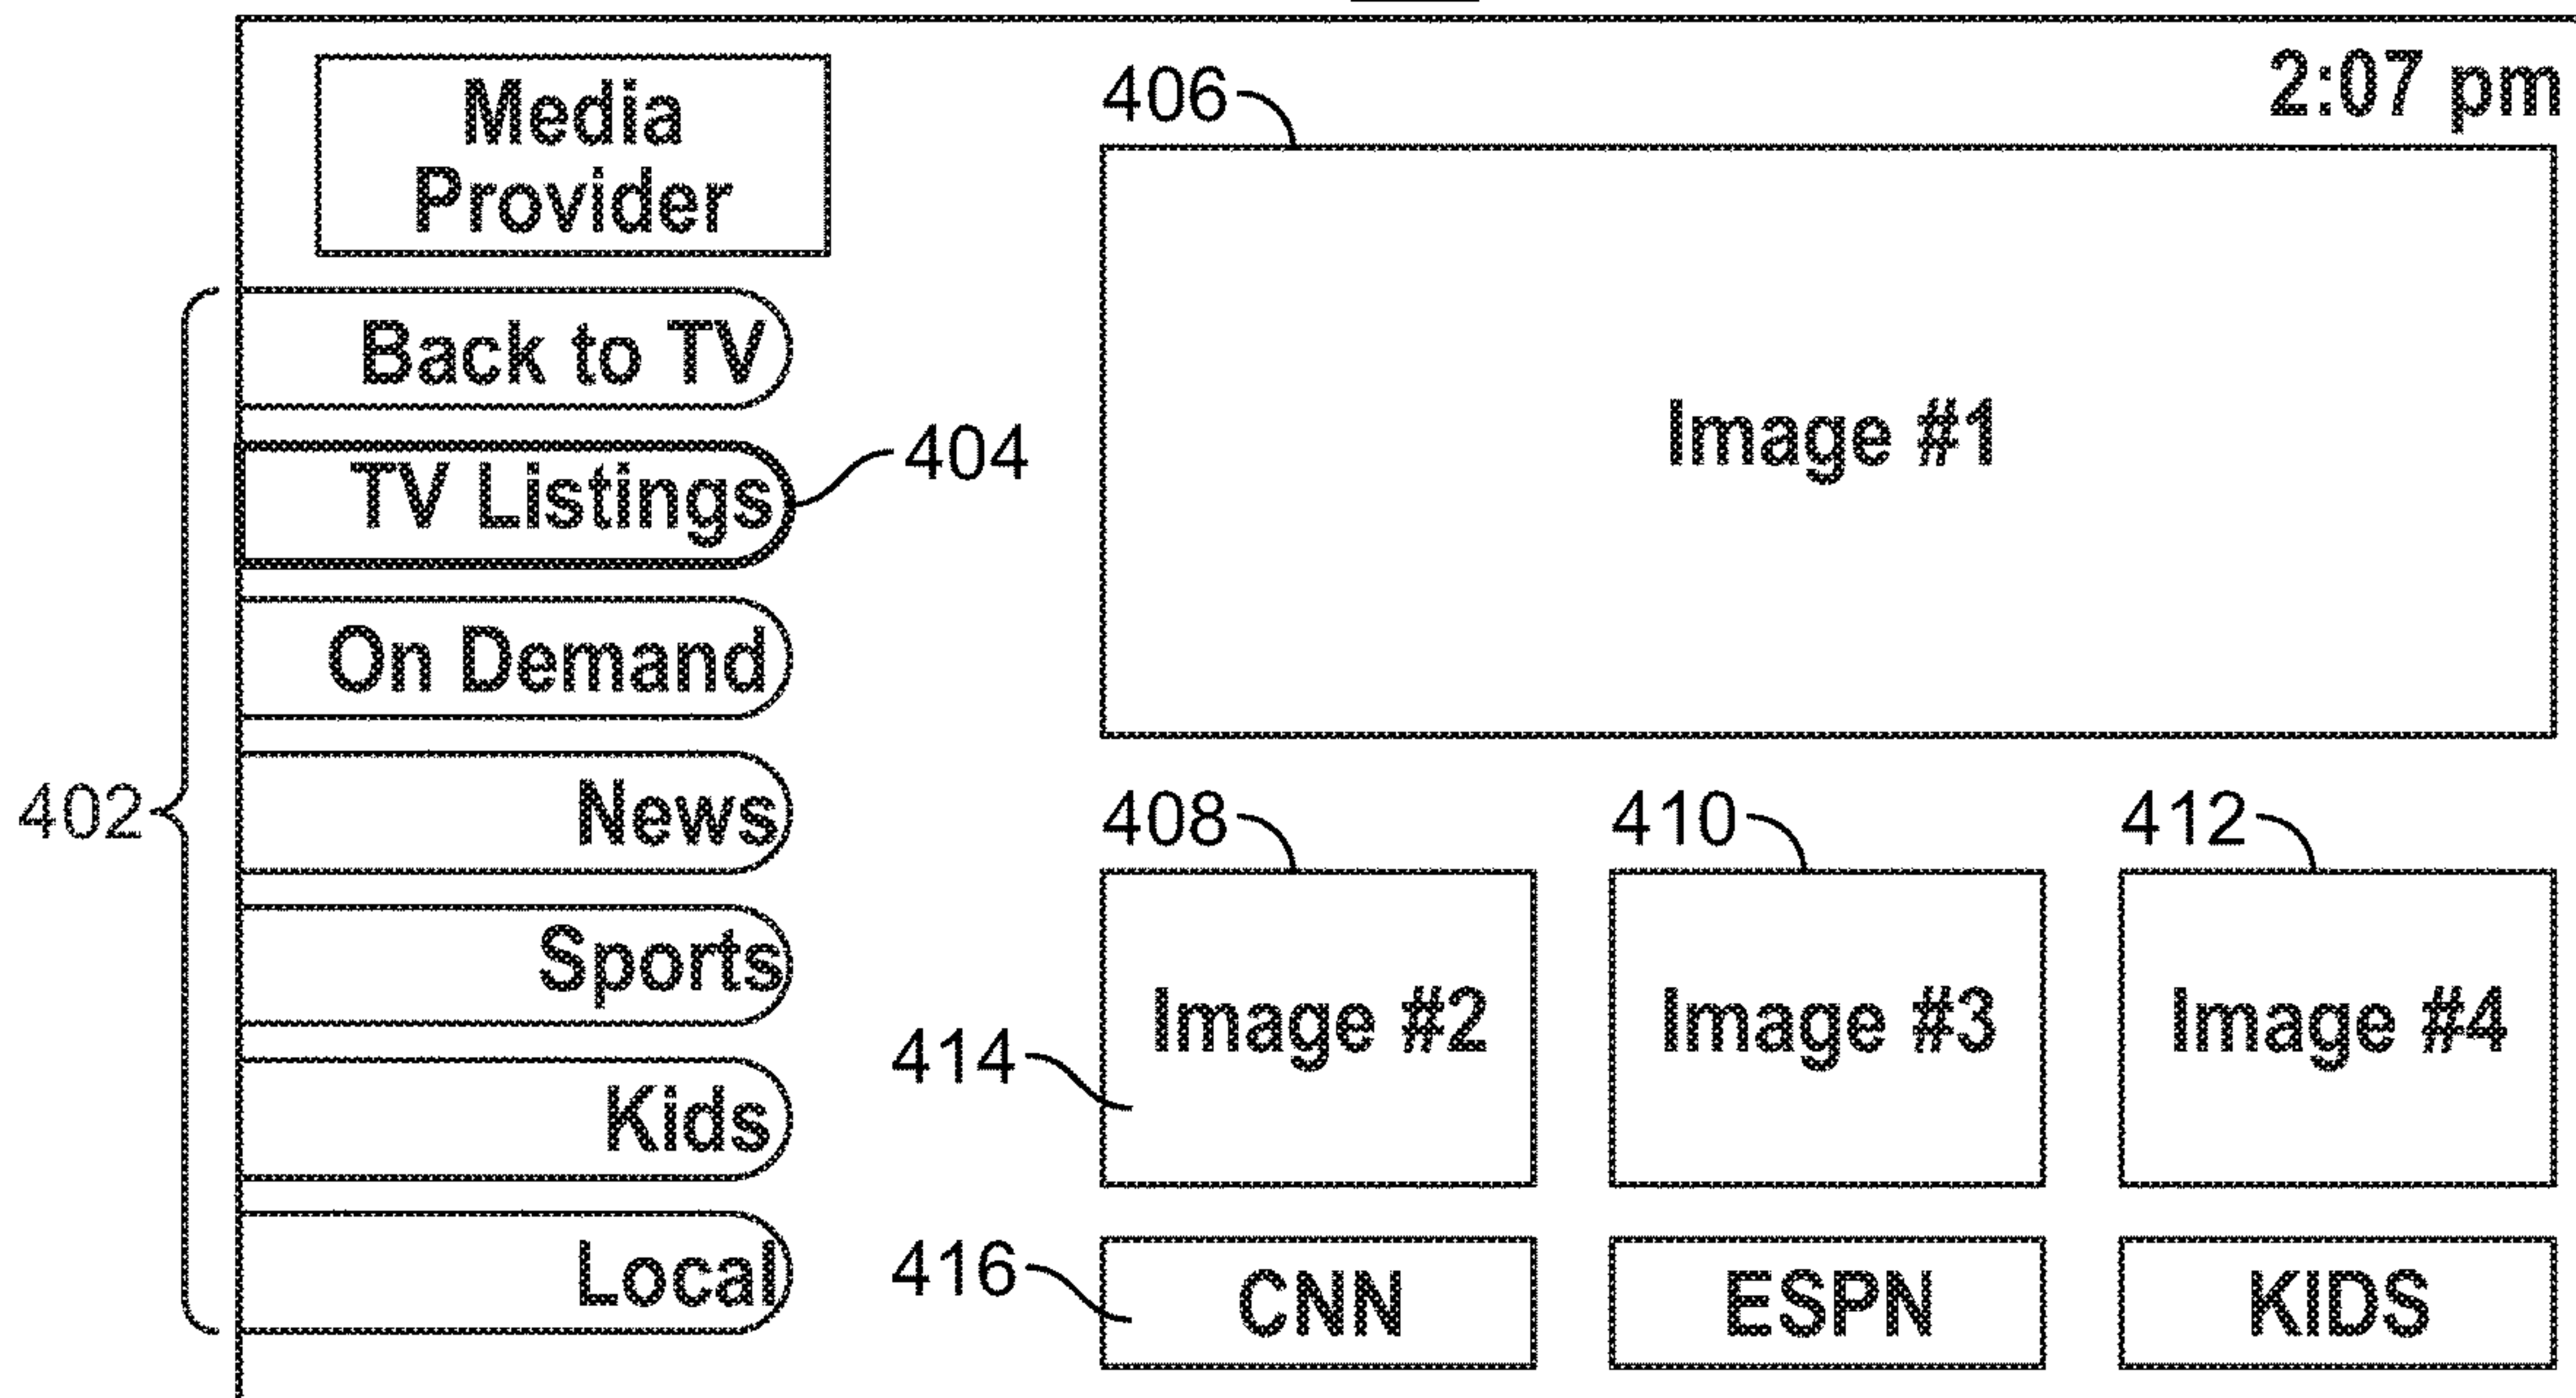 2:07 pm
Media
Provider
406
Back to TV
TV Listings
404
Image #1
On Demand
402
News
408
410
412
Sports
Image #2
Image #3
Image #4
414
Kids
Local
416
CNN
ESPN
KIDS